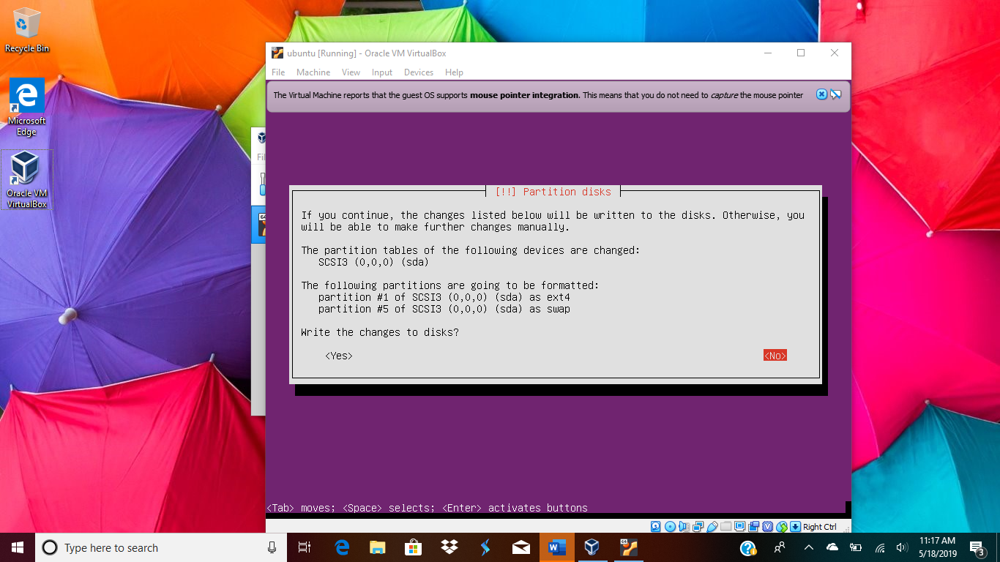 Recycle Bin
Microsoft
Edge
Oracle VM
VirtualBox
ubuntu [Running] - Oracle VM VirtualBox
File Machine View Input Devices Help
The Virtual Machine reports that the guest OS supports mouse pointer integration. This means that you do not need to capture the mouse pointer
[!!] Partition disks
If you continue, the changes listed below will be written to the disks. Otherwise, you
will be able to make further changes manually.
The partition tables of the following devices are changed:
SCSI3 (0,0,0) (sda)
The following partitions are going to be formatted:
partition #1 of SCSI3 (0,0,0) (sda) as ext4
partition #5 of SCSI3 (0,0,0) (sda) as swap
Write the changes to disks?
<Yes> <No>
<Tab> moves; <Space> selects; <Enter> activates buttons
Right Ctrl
Type here to search
11:17 AM
5/18/2019
3